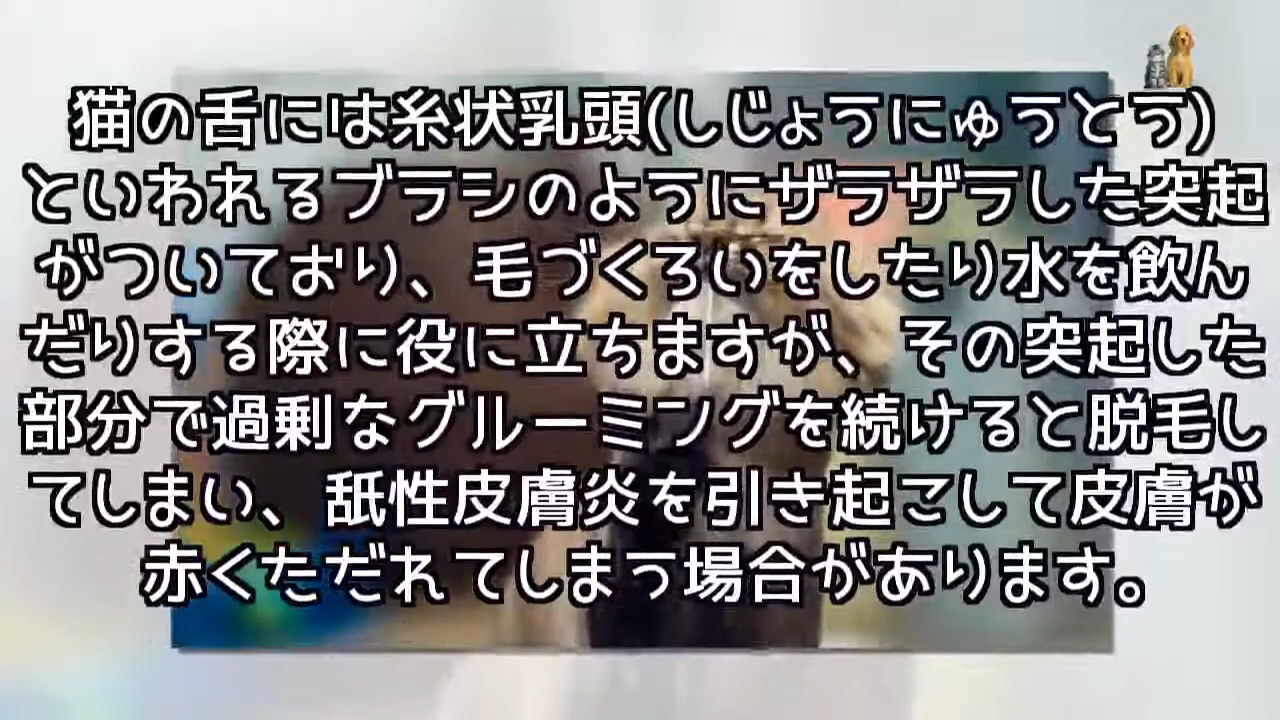 猫の舌には糸状乳頭(しじょうにゅうとう)
といわれるブラシのようにザラザラした突起
がついており、毛づくろいをしたり水を飲ん
だりする際に役に立ちますが、その突起した
部分で過剰なグルーミングを続けると脱毛し
てしまい、舐性皮膚炎を引き起こして皮膚が
赤くただれてしまう場合があります。